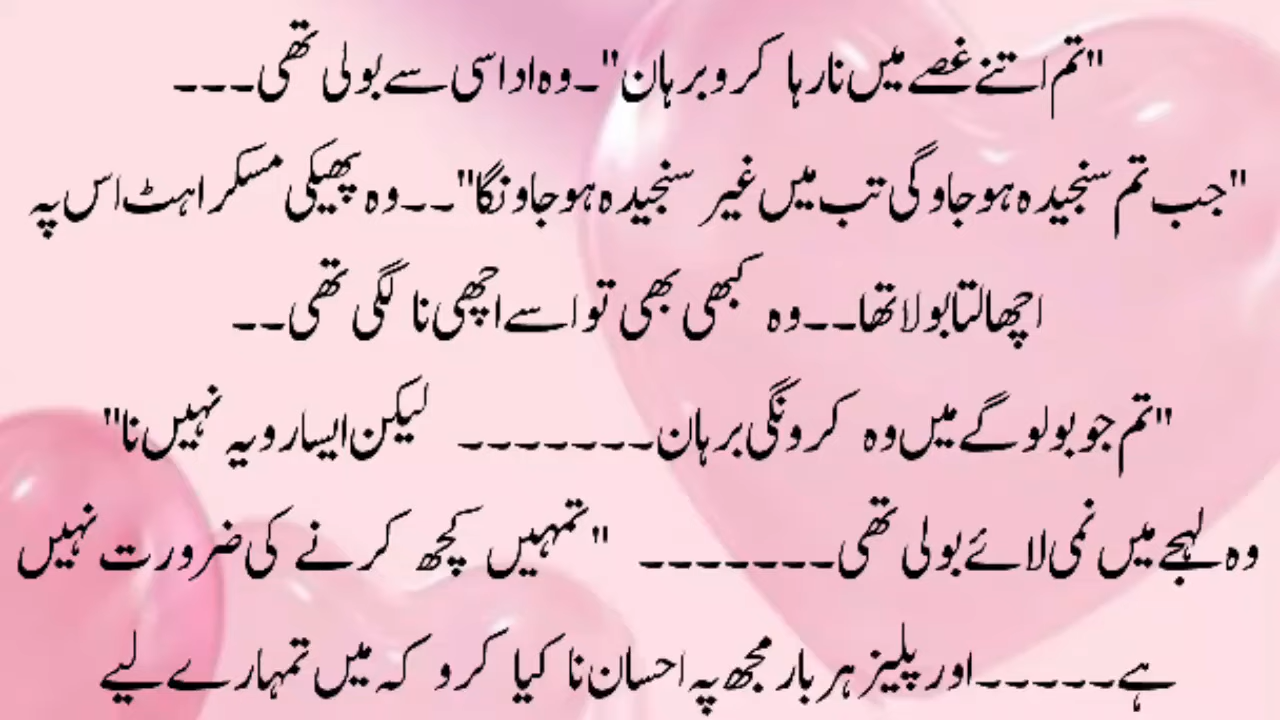 "تم اتنے غصے میں نا رہا کرو برہان"۔وہ اداسی سے بولی تھی۔۔۔
"جب تم سنجیدہ ہو جاو گی تب میں غیر سنجیدہ ہو جاونگا"۔۔وہ پھیکی مسکراہٹ اس پہ
اچھالتا بولا تھا۔۔وہ کبھی بھی تو اسے اچھی نا لگی تھی۔۔
"تم جو بولو گے میں وہ کرونگی برہان۔۔۔۔۔۔۔ لیکن ایسا رویہ نہیں نا"
وہ لہجے میں نمی لائے بولی تھی۔۔۔۔۔۔۔ "تمہیں کچھ کرنے کی ضرورت نہیں
ہے۔۔۔۔۔اور پلیز ہر بار مجھ پہ احسان نا کیا کرو کہ میں تمہارے لیے